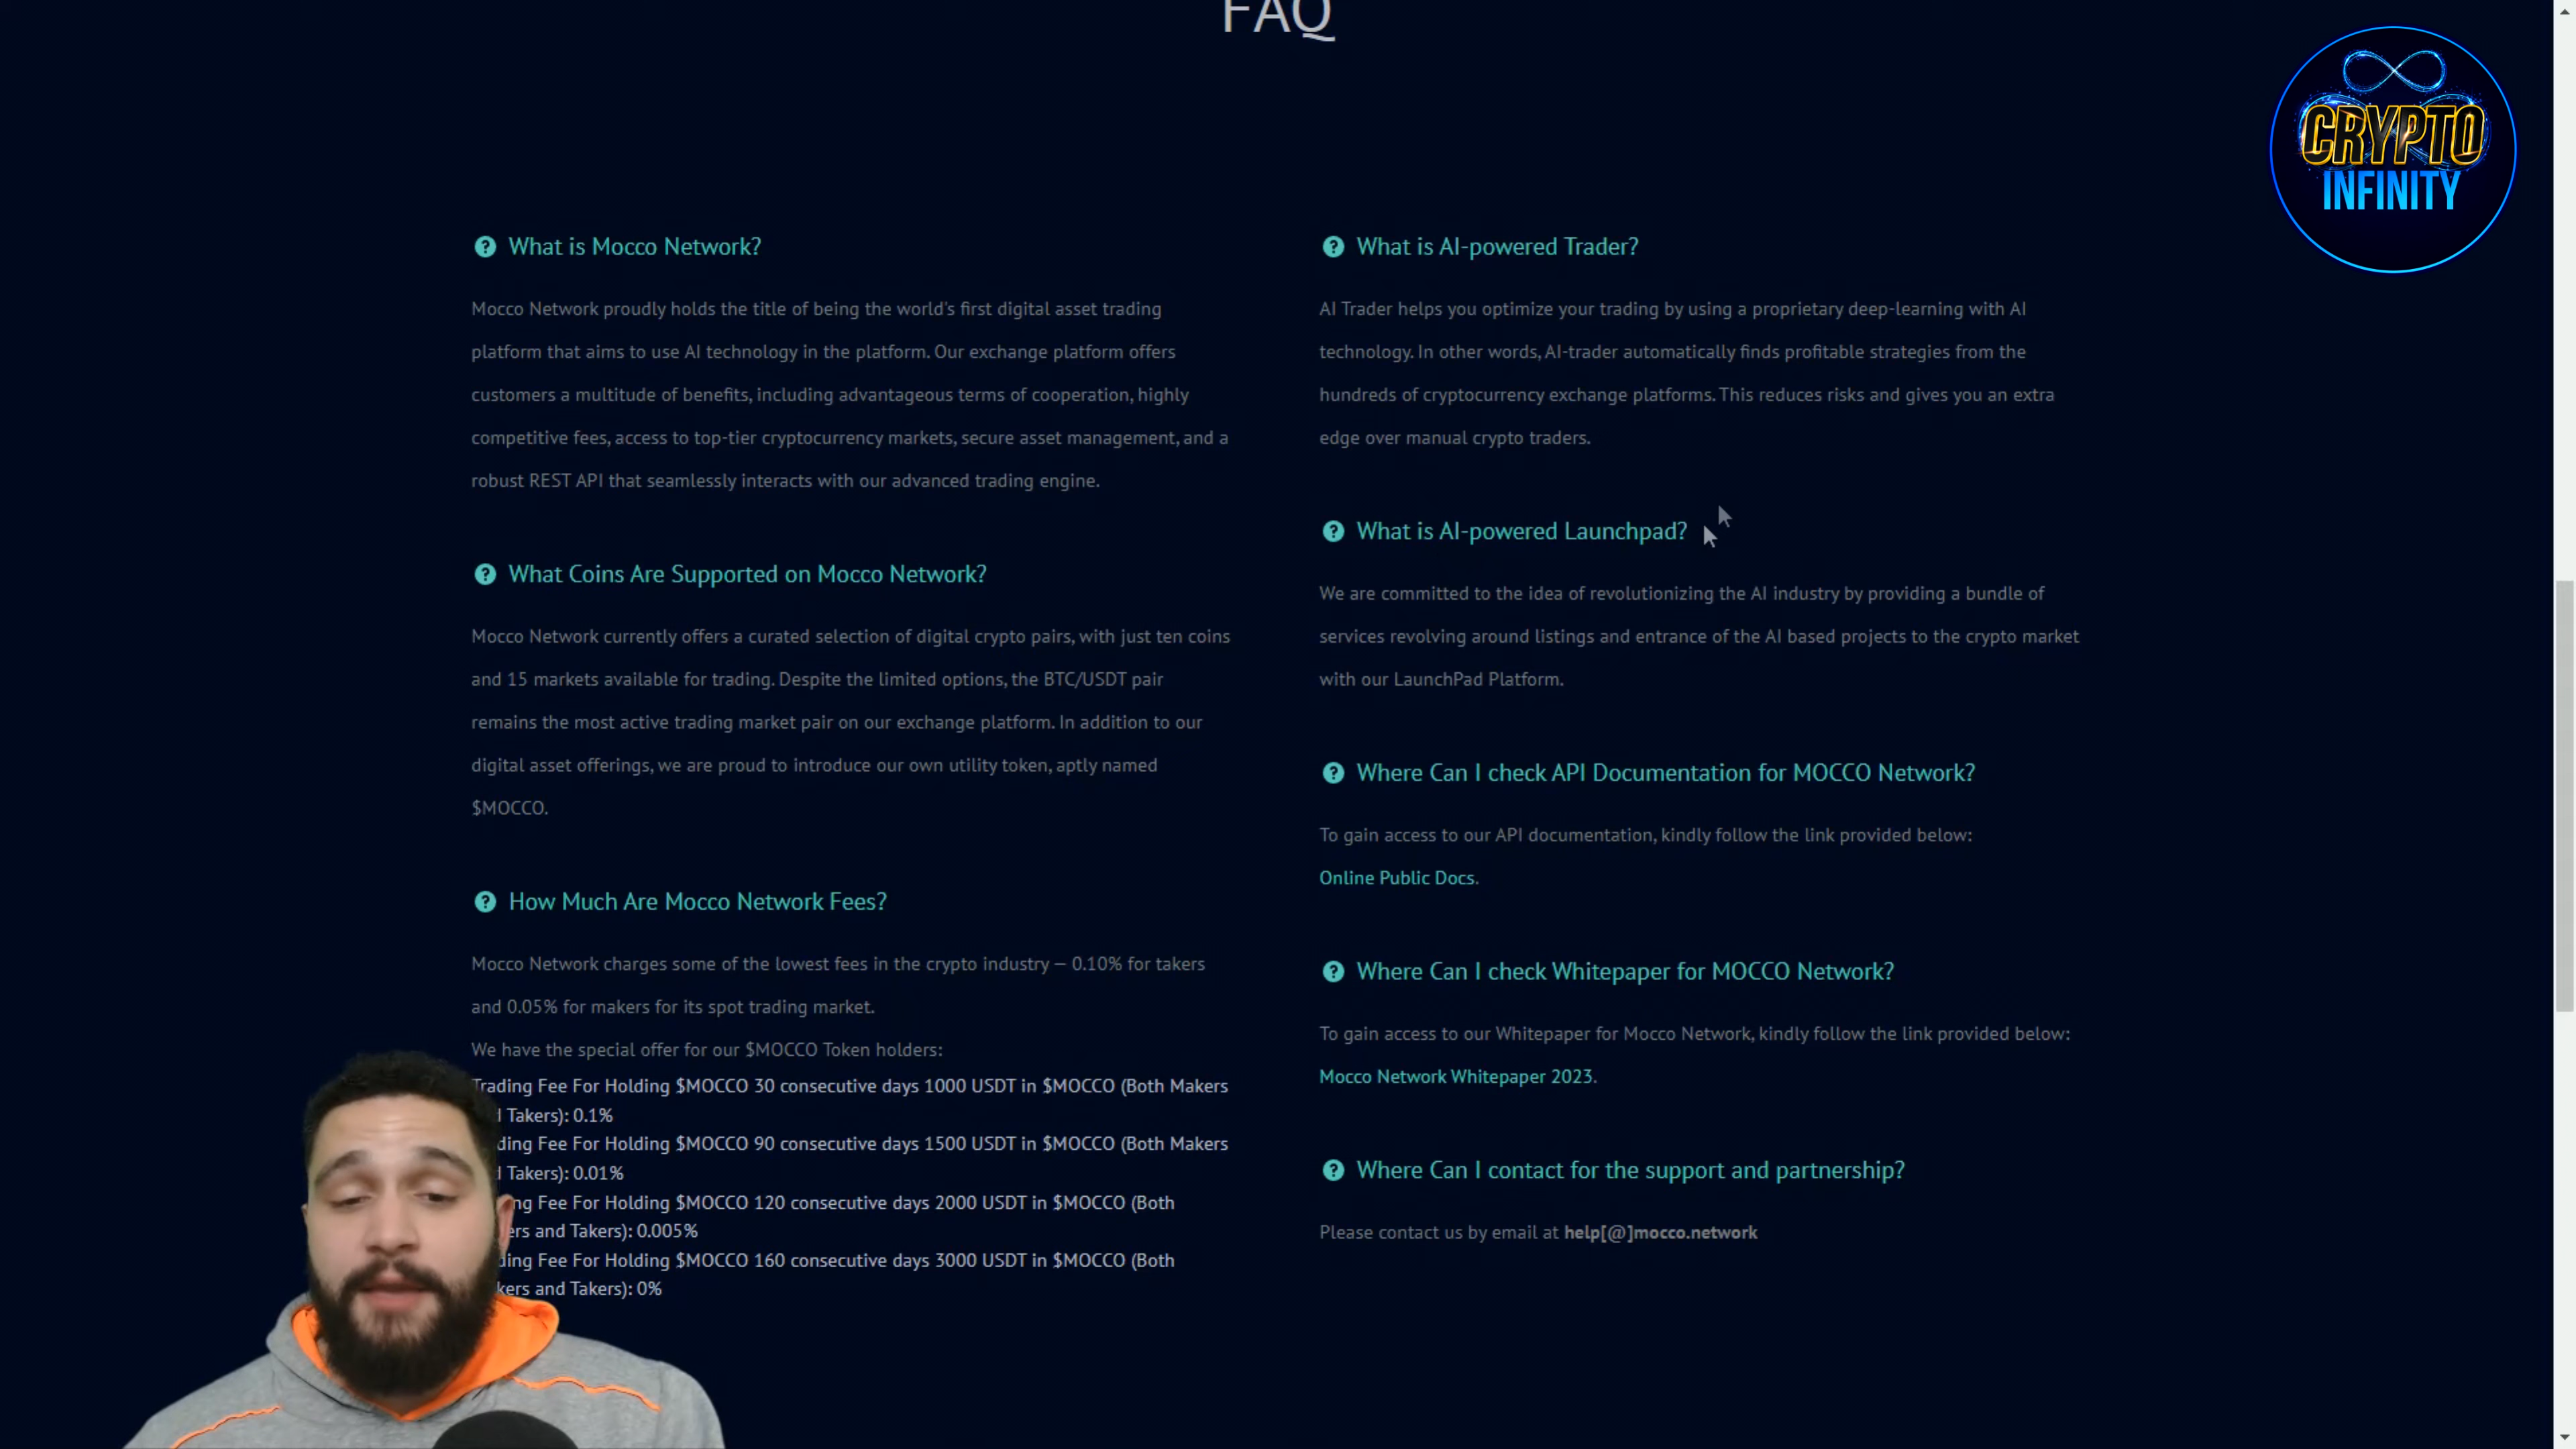 FAQ
CRYPTO
INFINITY
What is Mocco Network?
Mocco Network proudly holds the title of being the world's first digital asset trading
platform that aims to use AI technology in the platform. Our exchange platform offers
customers a multitude of benefits, including advantageous terms of cooperation, highly
competitive fees, access to top-tier cryptocurrency markets, secure asset management, and a
robust REST API that seamlessly interacts with our advanced trading engine.
What Coins Are Supported on Mocco Network?
Mocco Network currently offers a curated selection of digital crypto pairs, with just ten coins
and 15 markets available for trading. Despite the limited options, the BTC/USDT pair
remains the most active trading market pair on our exchange platform. In addition to our
digital asset offerings, we are proud to introduce our own utility token, aptly named
$MOCCO.
How Much Are Mocco Network Fees?
Mocco Network charges some of the lowest fees in the crypto industry – 0.10% for takers
and 0.05% for makers for its spot trading market.
We have the special offer for our $MOCCO Token holders:
Trading Fee For Holding $MOCCO 30 consecutive days 1000 USDT in $MOCCO (Both Makers
Takers): 0.1%
Fee For Holding $MOCCO 90 consecutive days 1500 USDT in $MOCCO (Both Makers
Takers): 0.01%
Fee For Holding $MOCCO 120 consecutive days 2000 USDT in $MOCCO (Both
and Takers): 0.005%
Fee For Holding $MOCCO 160 consecutive days 3000 USDT in $MOCCO (Both
and Takers): 0%
What is AI-powered Trader?
AI Trader helps you optimize your trading by using a proprietary deep-learning with AI
technology. In other words, AI-trader automatically finds profitable strategies from the
hundreds of cryptocurrency exchange platforms. This reduces risks and gives you an extra
edge over manual crypto traders.
What is AI-powered Launchpad?
We are committed to the idea of revolutionizing the AI industry by providing a bundle of
services revolving around listings and entrance of the AI based projects to the crypto market
with our LaunchPad Platform.
Where Can I check API Documentation for MOCCO Network?
To gain access to our API documentation, kindly follow the link provided below:
Online Public Docs.
Where Can I check Whitepaper for MOCCO Network?
To gain access to our Whitepaper for Mocco Network, kindly follow the link provided below:
Mocco Network Whitepaper 2023.
Where Can I contact for the support and partnership?
Please contact us by email at help[@]mocco.network